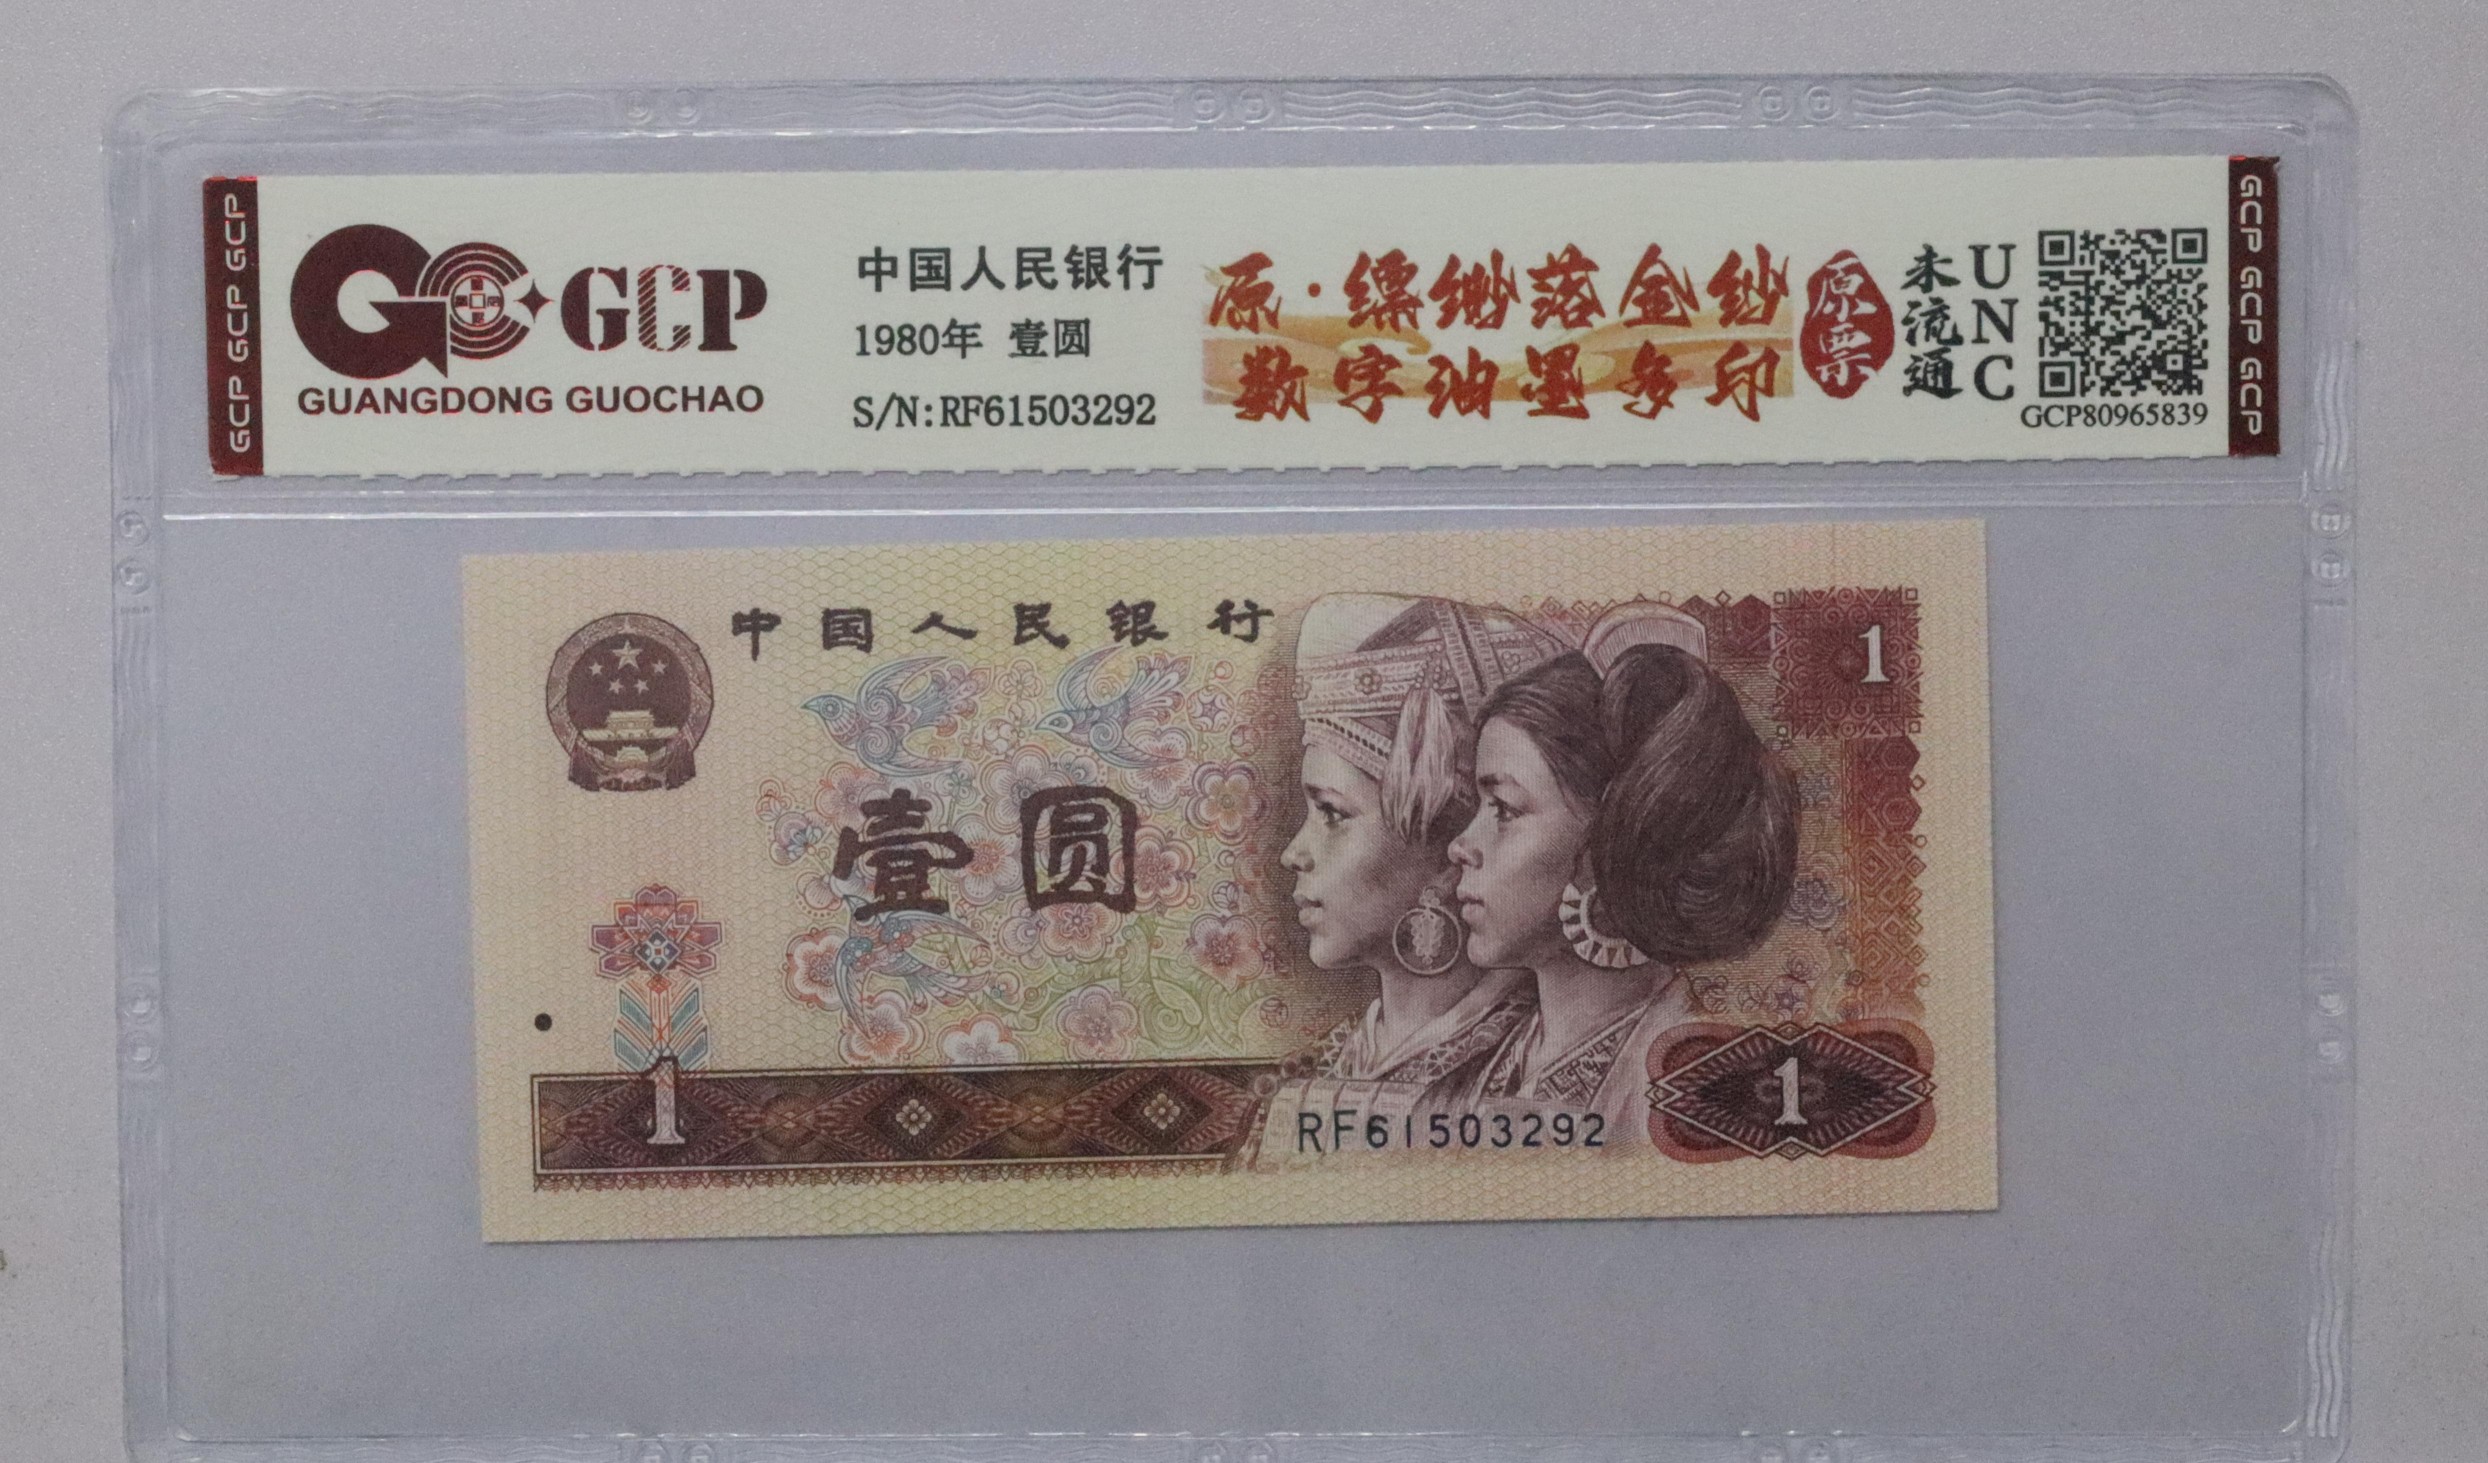 GCP GCP GCP
GCP
GUANGDONG GUOCHAO
中国人民银行
1980年 壹圆
S/N:RF61503292
原·缥缈落金纱
数字油墨多印
原票
未流通
UNC
GCP80965839
GCP GCP GCP
中国人民银行
1
壹圆
1
RF61503292
1